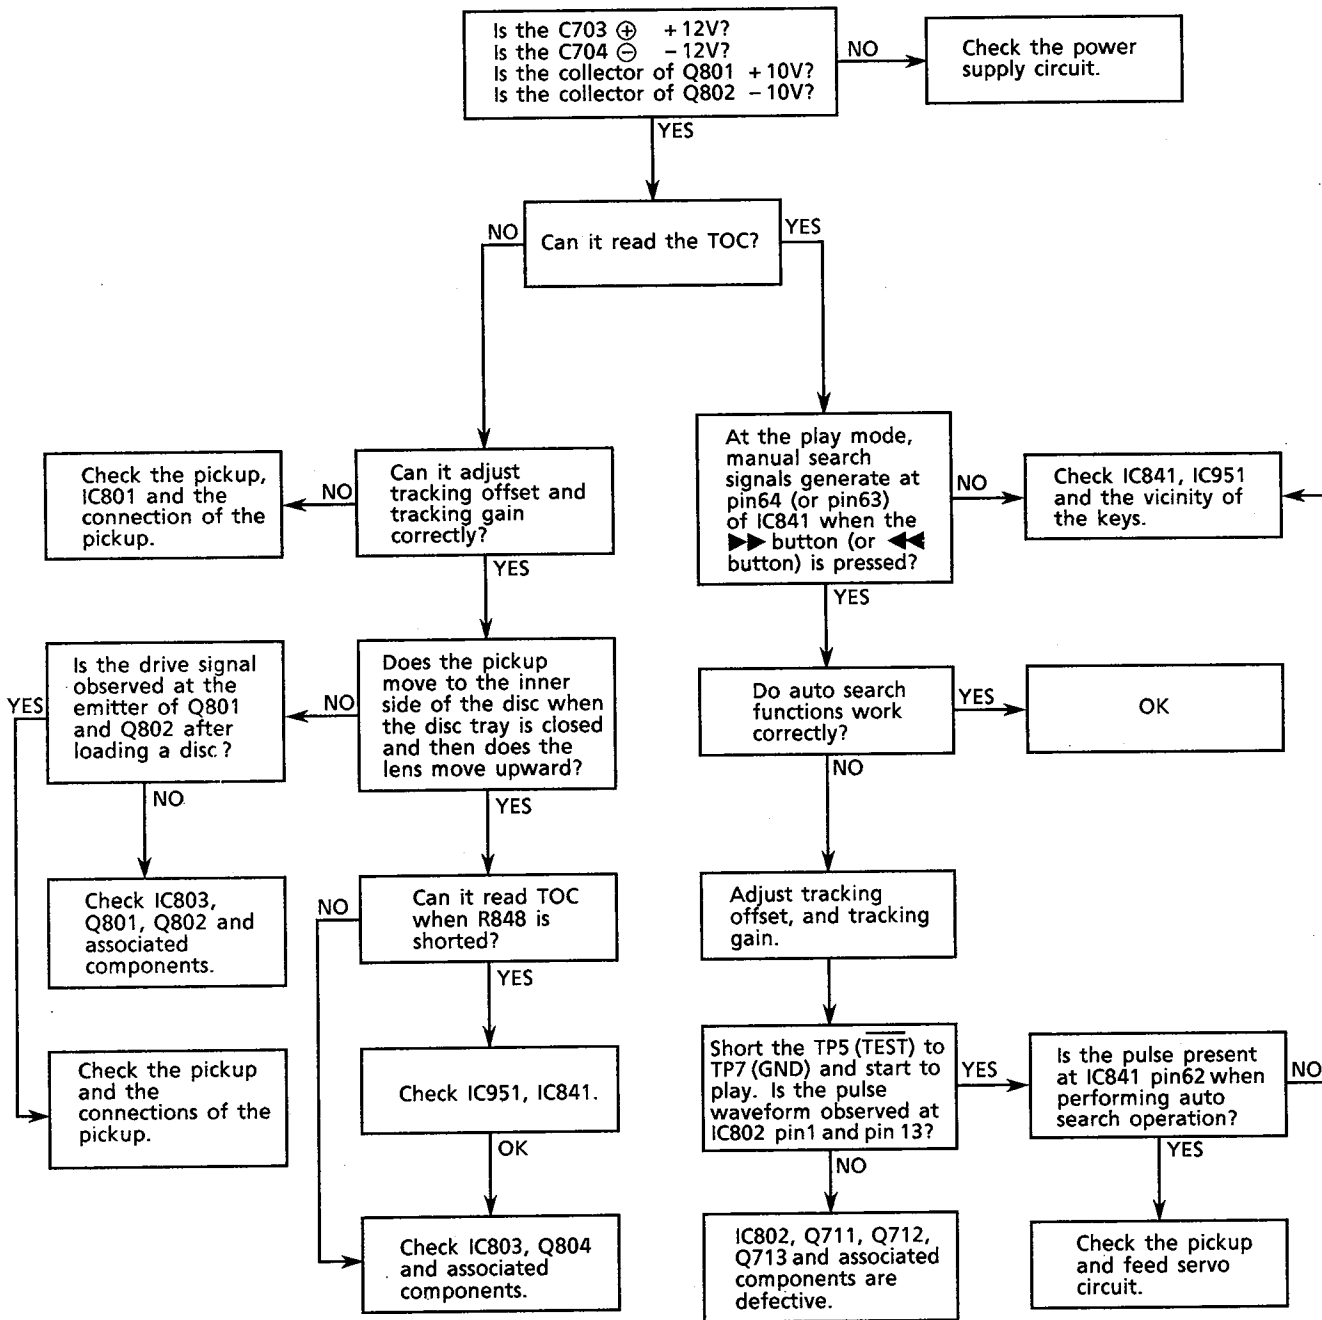 Is the C703 ⊕ +12V?
Is the C704 ⊖ −12V?
Is the collector of Q801 +10V?
Is the collector of Q802 −10V?
NO
Check the power
supply circuit.
YES
NO
Can it read the TOC?
YES
Check the pickup,
IC801 and the
connection of the
pickup.
NO
Can it adjust
tracking offset and
tracking gain
correctly?
YES
At the play mode,
manual search
signals generate at
pin64 (or pin63)
of IC841 when the
▶▶ button (or ◀◀
button) is pressed?
NO
Check IC841, IC951
and the vicinity of
the keys.
YES
YES
Is the drive signal
observed at the
emitter of Q801
and Q802 after
loading a disc?
NO
NO
Does the pickup
move to the inner
side of the disc when
the disc tray is closed
and then does the
lens move upward?
YES
Do auto search
functions work
correctly?
YES
OK
NO
Check IC803,
Q801, Q802 and
associated
components.
NO
Can it read TOC
when R848 is
shorted?
YES
Adjust tracking
offset, and tracking
gain.
Check the pickup
and the
connections of the
pickup.
Check IC951, IC841.
OK
Short the TP5 (TEST) to
TP7 (GND) and start to
play. Is the pulse
waveform observed at
IC802 pin1 and pin 13?
YES
NO
Is the pulse present
at IC841 pin62 when
performing auto
search operation?
NO
YES
Check IC803, Q804
and associated
components.
IC802, Q711, Q712,
Q713 and associated
components are
defective.
Check the pickup
and feed servo
circuit.